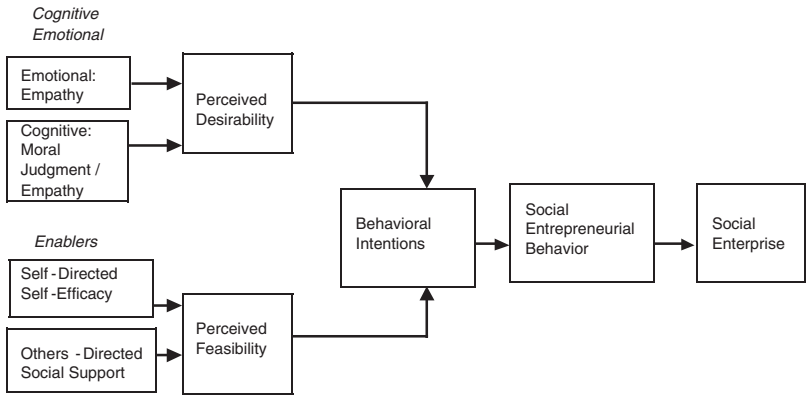 Cognitive
Emotional
Emotional:
Empathy
Cognitive:
Moral
Judgment /
Empathy
Perceived
Desirability
Enablers
Self-Directed
Self-Efficacy
Others - Directed
Social Support
Perceived
Feasibility
Behavioral
Intentions
Social
Entrepreneurial
Behavior
Social
Enterprise